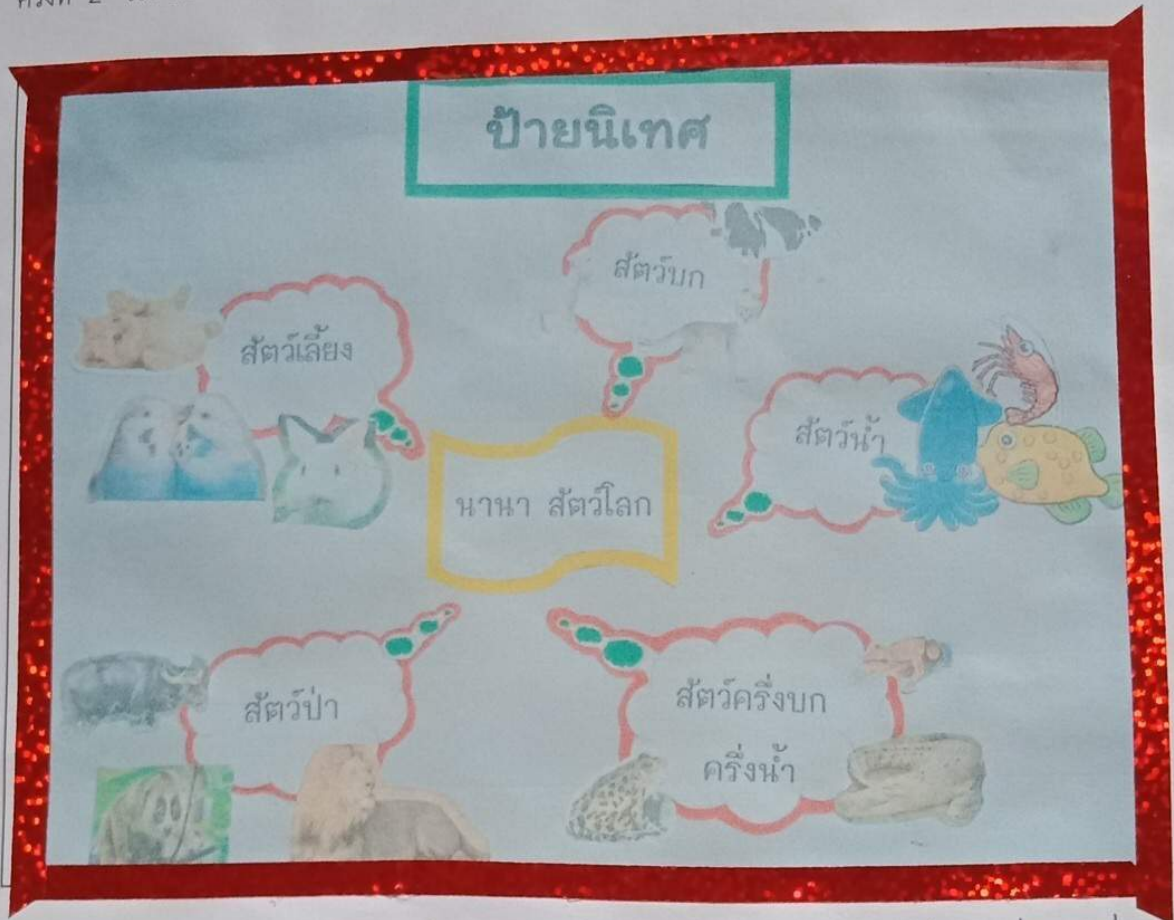 ป้ายนิเทศ
สัตว์บก
สัตว์เลี้ยง
สัตว์น้ำ
นานา สัตว์โลก
สัตว์ป่า
สัตว์ครึ่งบก
ครึ่งน้ำ